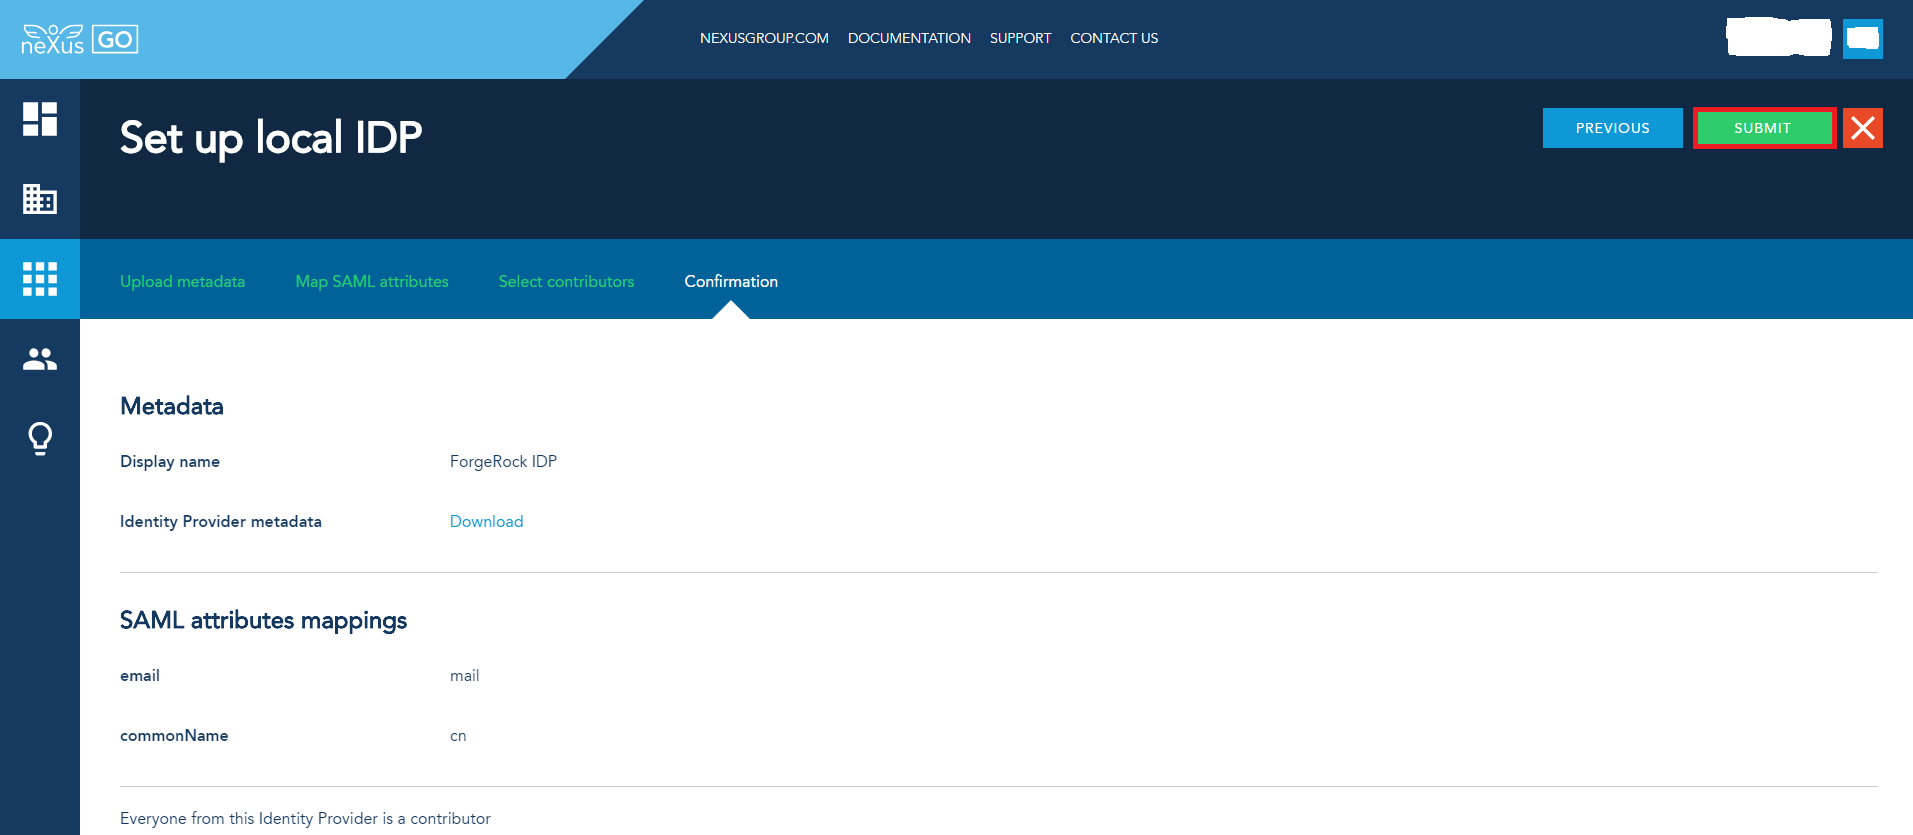 neXus GO
NEXUSGROUP.COM DOCUMENTATION SUPPORT CONTACT US
Set up local IDP
PREVIOUS SUBMIT
Upload metadata Map SAML attributes Select contributors Confirmation
Metadata
Display name ForgeRock IDP
Identity Provider metadata Download
SAML attributes mappings
email mail
commonName cn
Everyone from this Identity Provider is a contributor